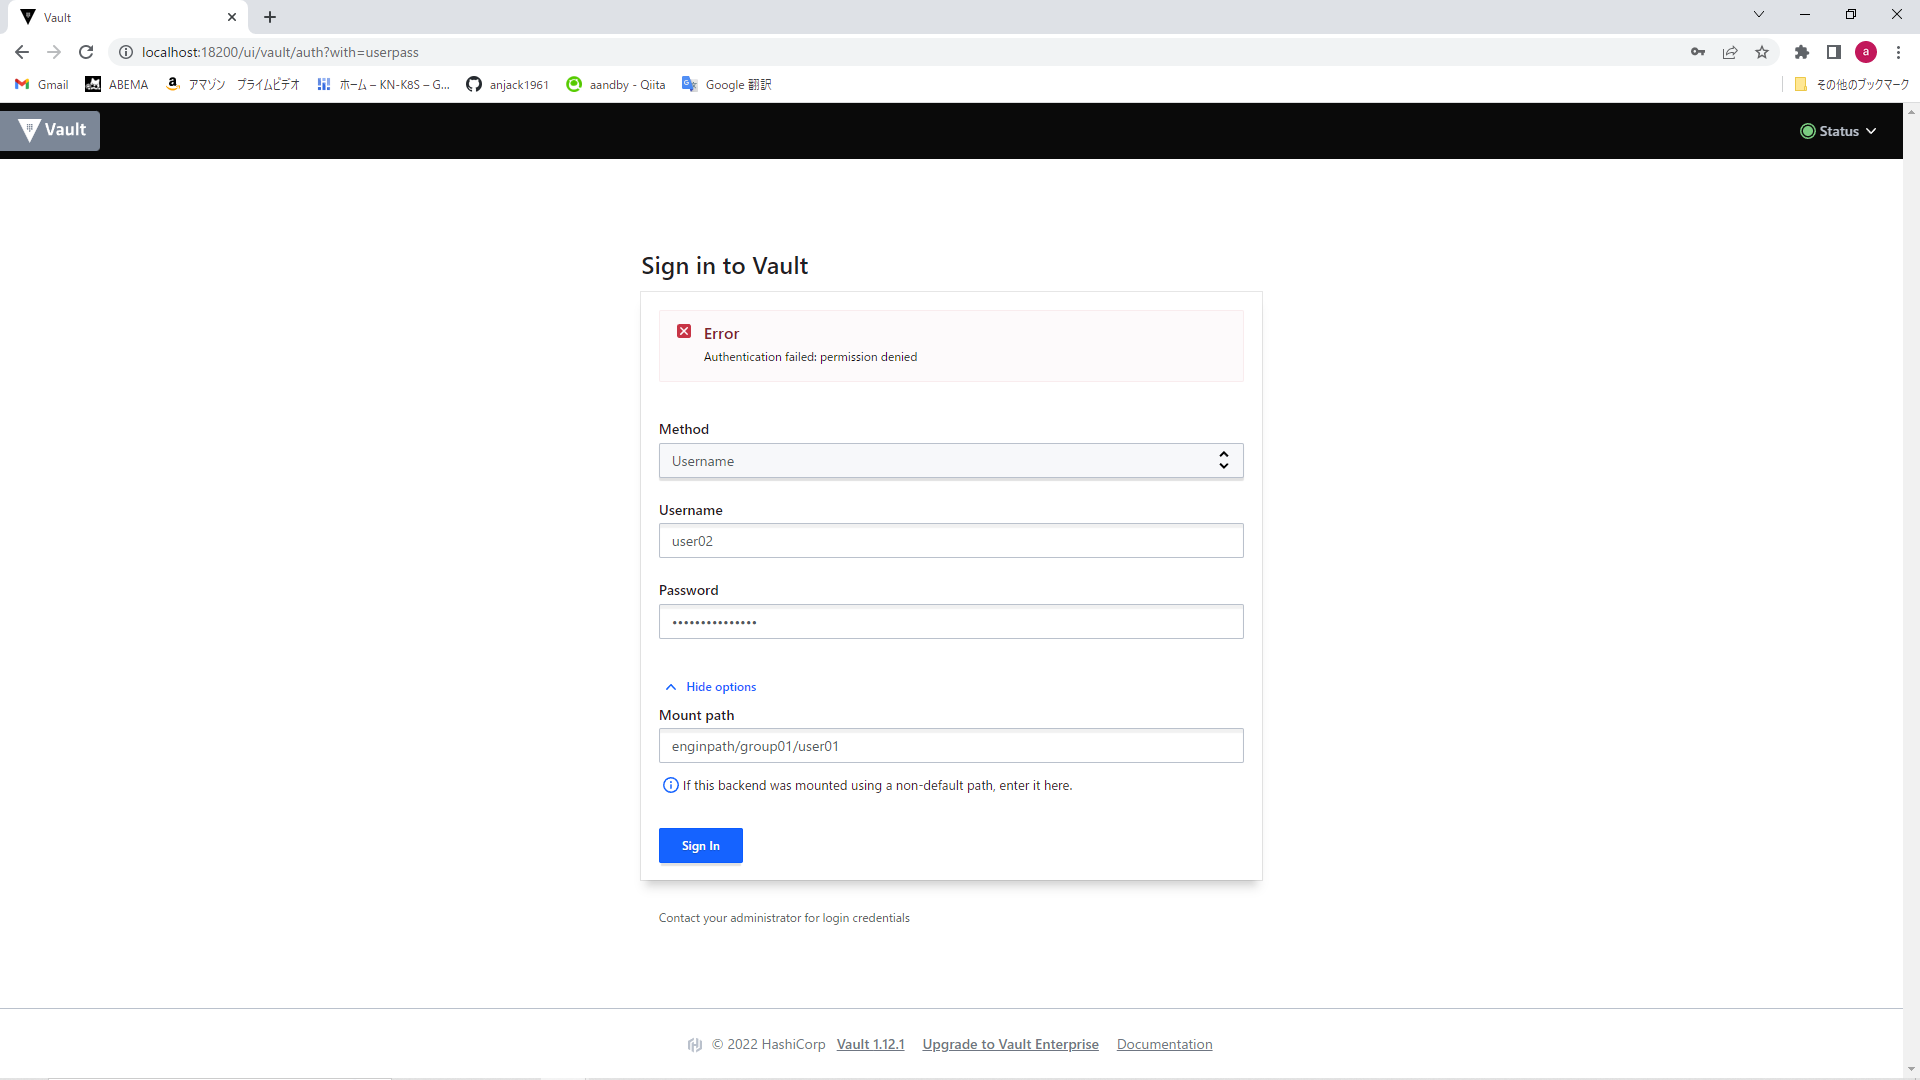 Vault
localhost:18200/ui/vault/auth?with=userpass
a
Gmail
ABEMA
アマゾン プライムビデオ
ホーム – KN-K8S – G...
anjack1961
aandby - Qiita
Google 翻訳
その他のブックマーク
Vault
Status
Sign in to Vault
Error
Authentication failed: permission denied
Method
Username
Username
user02
Password
•••••••••••••••
Hide options
Mount path
enginpath/group01/user01
If this backend was mounted using a non-default path, enter it here.
Sign In
Contact your administrator for login credentials
© 2022 HashiCorp Vault 1.12.1 Upgrade to Vault Enterprise Documentation